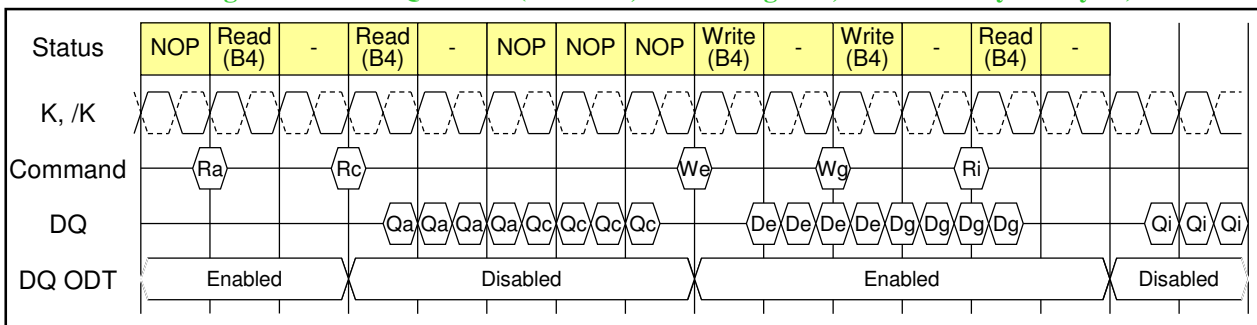 Status NOP Read (B4) - Read (B4) - NOP NOP NOP Write (B4) - Write (B4) - Read (B4) -
K, /K
Command Ra Rc We Wg Ri
DQ Qa Qa Qa Qa Qc Qc Qc Qc De De De De Dg Dg Dg Dg Qi Qi Qi
DQ ODT Enabled Disabled Enabled Disabled